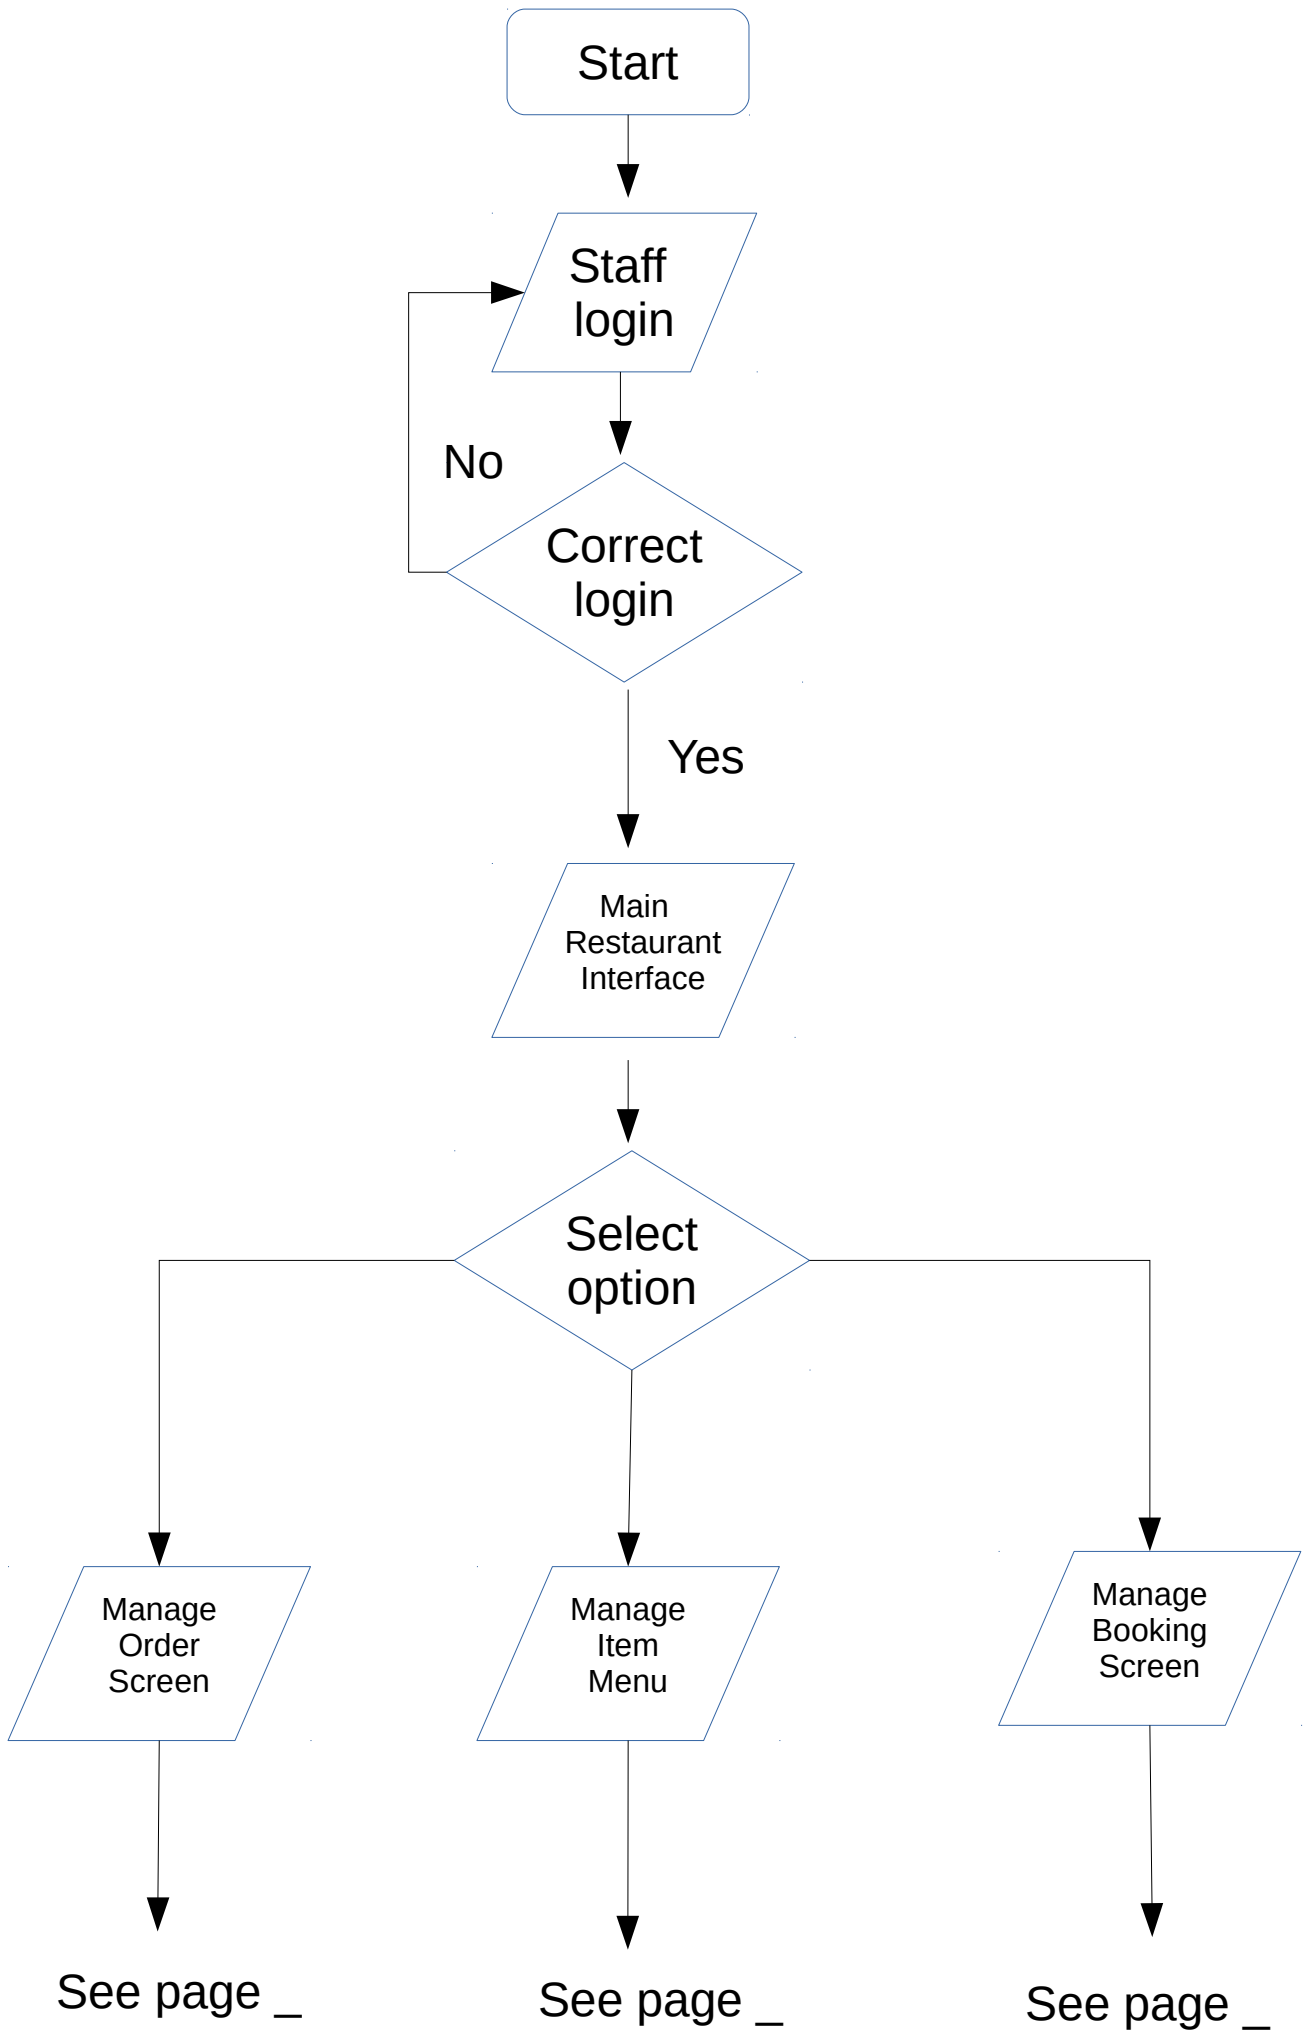 Start
Staff
login
No
Correct
login
Yes
Main
Restaurant
Interface
Select
option
Manage
Order
Screen
Manage
Item
Menu
Manage
Booking
Screen
See page _
See page _
See page _